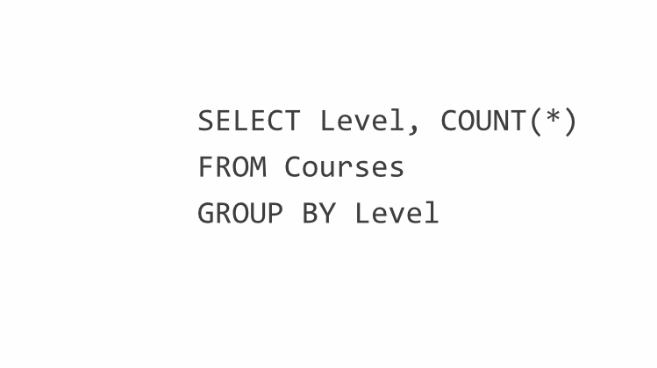 SELECT Level, COUNT(*)
FROM Courses
GROUP BY Level